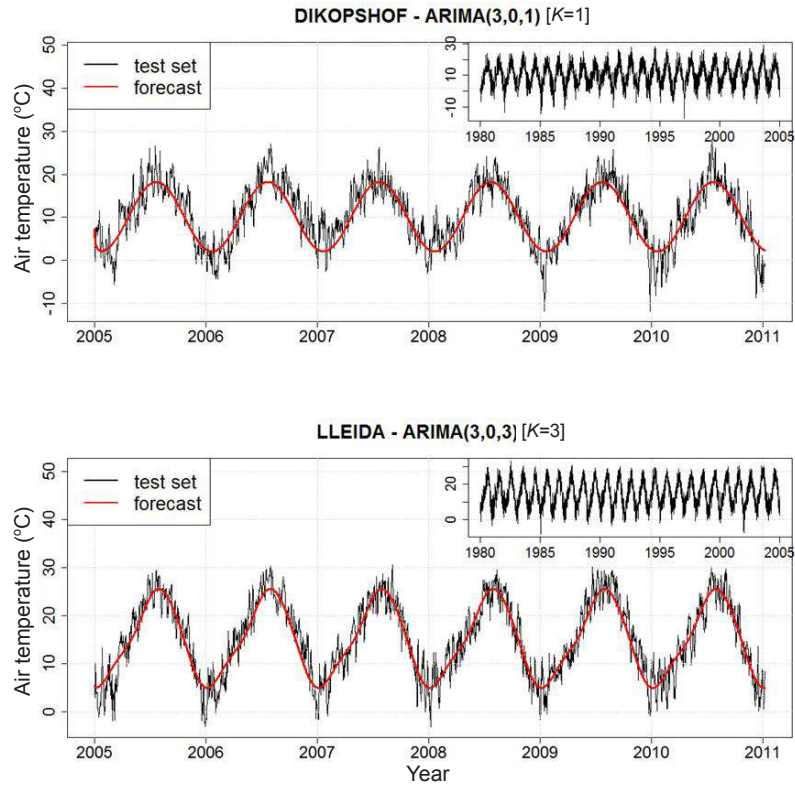 DIKOPSHOF - ARIMA(3,0,1) [K=1]
50
40
30
20
10
0
-10
Air temperature (°C)
test set
forecast
30
10
-10
1980 1985 1990 1995 2000 2005
2005 2006 2007 2008 2009 2010 2011
LLEIDA - ARIMA(3,0,3) [K=3]
50
40
30
20
10
0
Air temperature (°C)
test set
forecast
20
0
1980 1985 1990 1995 2000 2005
2005 2006 2007 2008 2009 2010 2011
Year